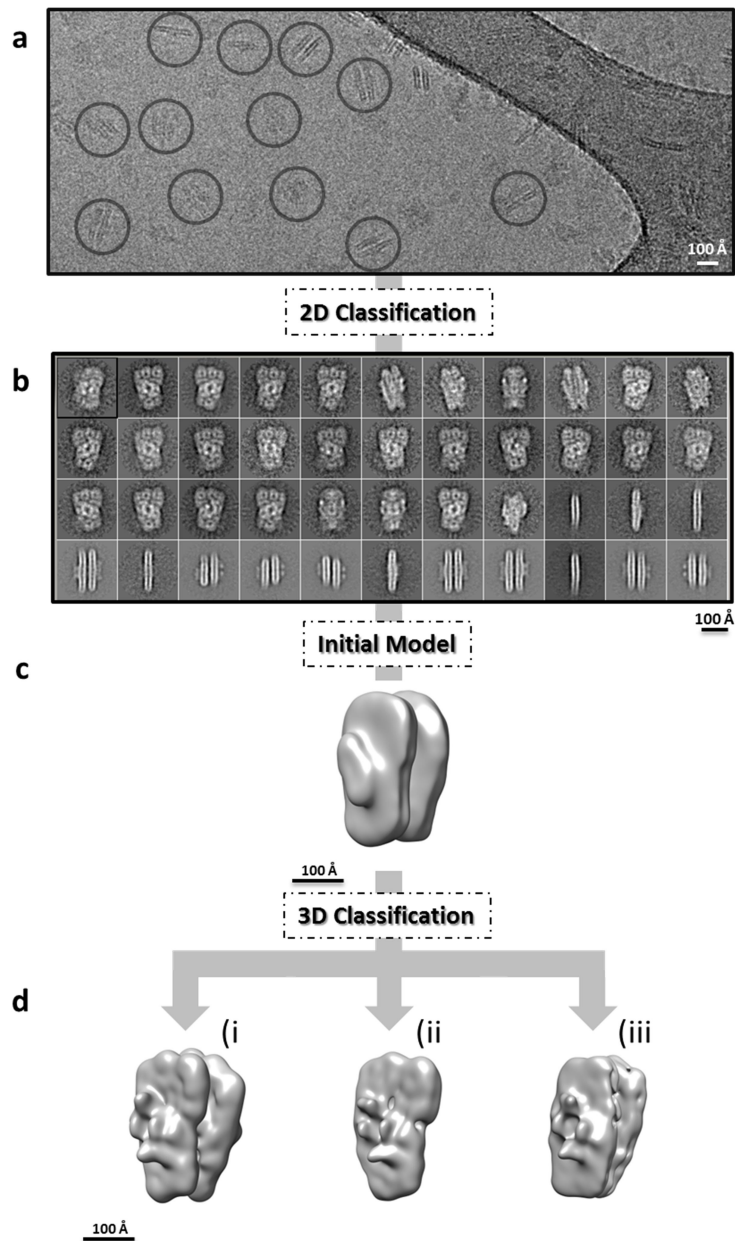 a
100 Å
2D Classification
b
100 Å
Initial Model
c
100 Å
3D Classification
d
(i
(ii
(iii
100 Å